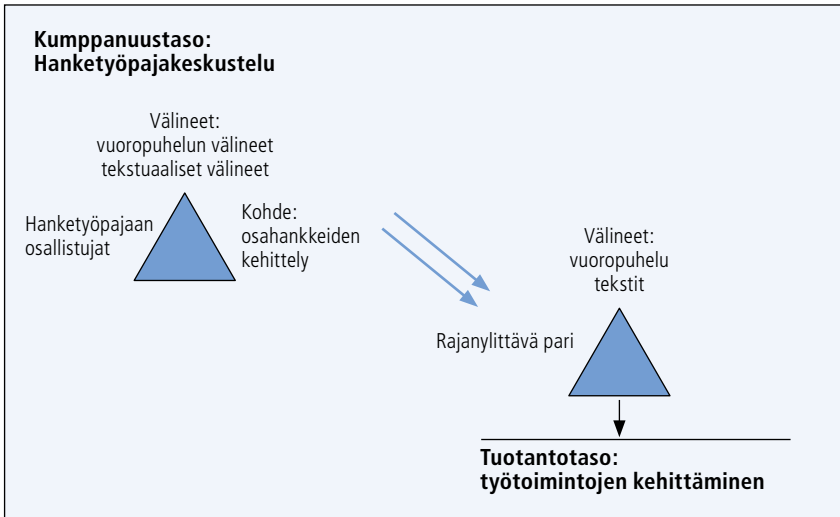 Kumppanuustaso:
Hanketyöpajakeskustelu
Välineet:
vuoropuhelun välineet
tekstuaaliset välineet
Hanketyöpajaan
osallistujat
Kohde:
osahankkeiden
kehittely
Välineet:
vuoropuhelu
tekstit
Rajanylittävä pari
Tuotantotaso:
työtoimintojen kehittäminen